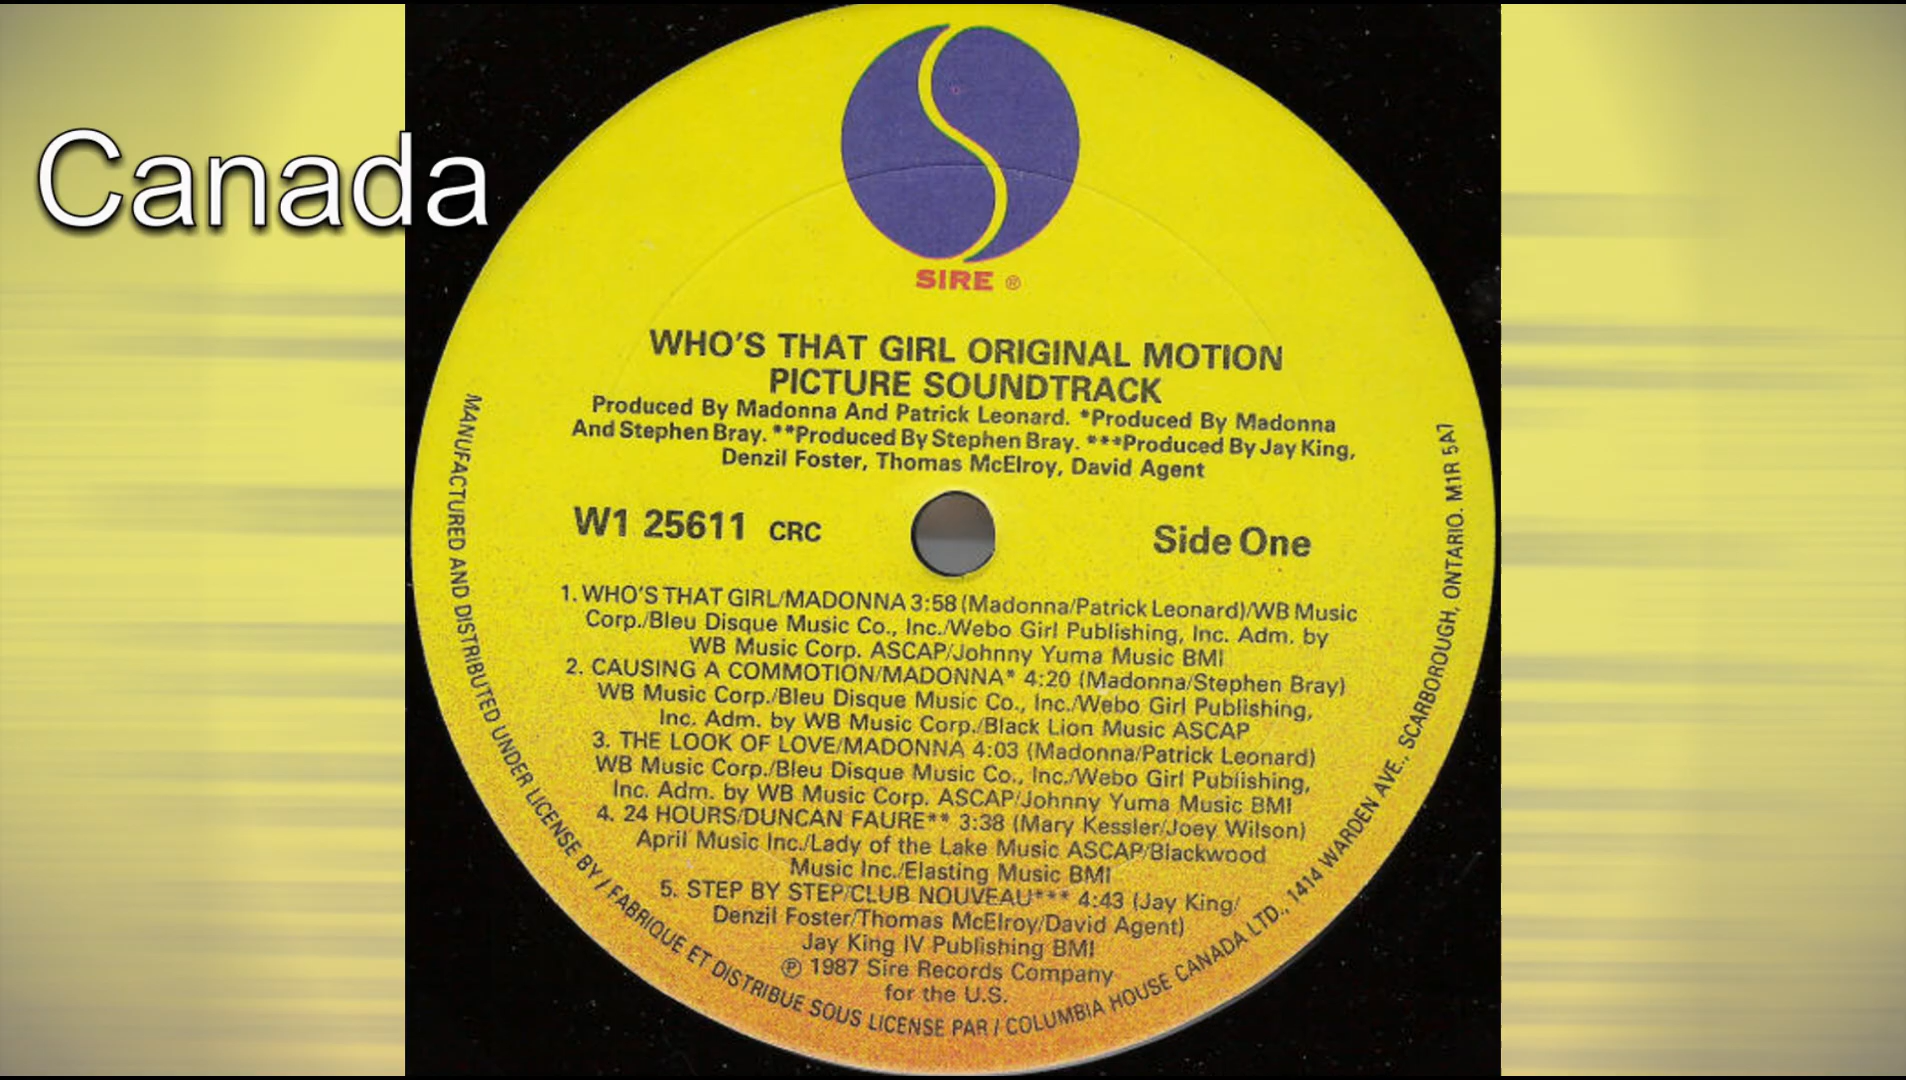 Canada
SIRE ®
WHO'S THAT GIRL ORIGINAL MOTION
PICTURE SOUNDTRACK
Produced By Madonna And Patrick Leonard. *Produced By Madonna
And Stephen Bray. **Produced By Stephen Bray. ***Produced By Jay King,
Denzil Foster, Thomas McElroy, David Agent
W1 25611 CRC
Side One
1. WHO'S THAT GIRL/MADONNA 3:58 (Madonna/Patrick Leonard)/WB Music
Corp./Bleu Disque Music Co., Inc./Webo Girl Publishing, Inc. Adm. by
WB Music Corp. ASCAP/Johnny Yuma Music BMI
2. CAUSING A COMMOTION/MADONNA* 4:20 (Madonna/Stephen Bray)
WB Music Corp./Bleu Disque Music Co., Inc./Webo Girl Publishing,
Inc. Adm. by WB Music Corp./Black Lion Music ASCAP
3. THE LOOK OF LOVE/MADONNA 4:03 (Madonna/Patrick Leonard)
WB Music Corp./Bleu Disque Music Co., Inc./Webo Girl Publishing,
Inc. Adm. by WB Music Corp. ASCAP/Johnny Yuma Music BMI
4. 24 HOURS/DUNCAN FAURE** 3:38 (Mary Kessler/Joey Wilson)
April Music Inc./Lady of the Lake Music ASCAP/Blackwood
Music Inc./Elasting Music BMI
5. STEP BY STEP/CLUB NOUVEAU*** 4:43 (Jay King/
Denzil Foster/Thomas McElroy/David Agent)
Jay King IV Publishing BMI
℗ 1987 Sire Records Company
for the U.S.
MANUFACTURED AND DISTRIBUTED UNDER LICENSE BY / FABRIQUE ET DISTRIBUE SOUS LICENSE PAR / COLUMBIA HOUSE CANADA LTD., 1414 WARDEN AVE., SCARBOROUGH, ONTARIO. M1R 5A7